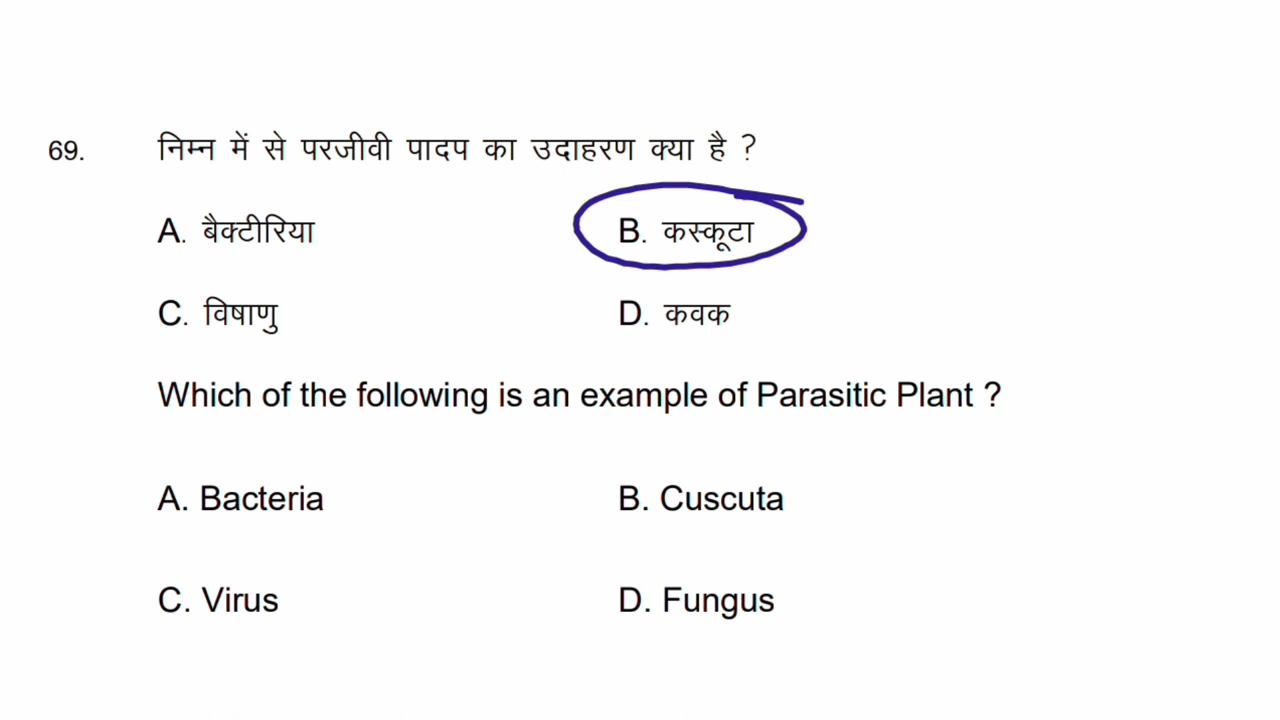 69. निम्न में से परजीवी पादप का उदाहरण क्या है ?
A. बैक्टीरिया B. कस्कूटा
C. विषाणु D. कवक
Which of the following is an example of Parasitic Plant ?
A. Bacteria B. Cuscuta
C. Virus D. Fungus